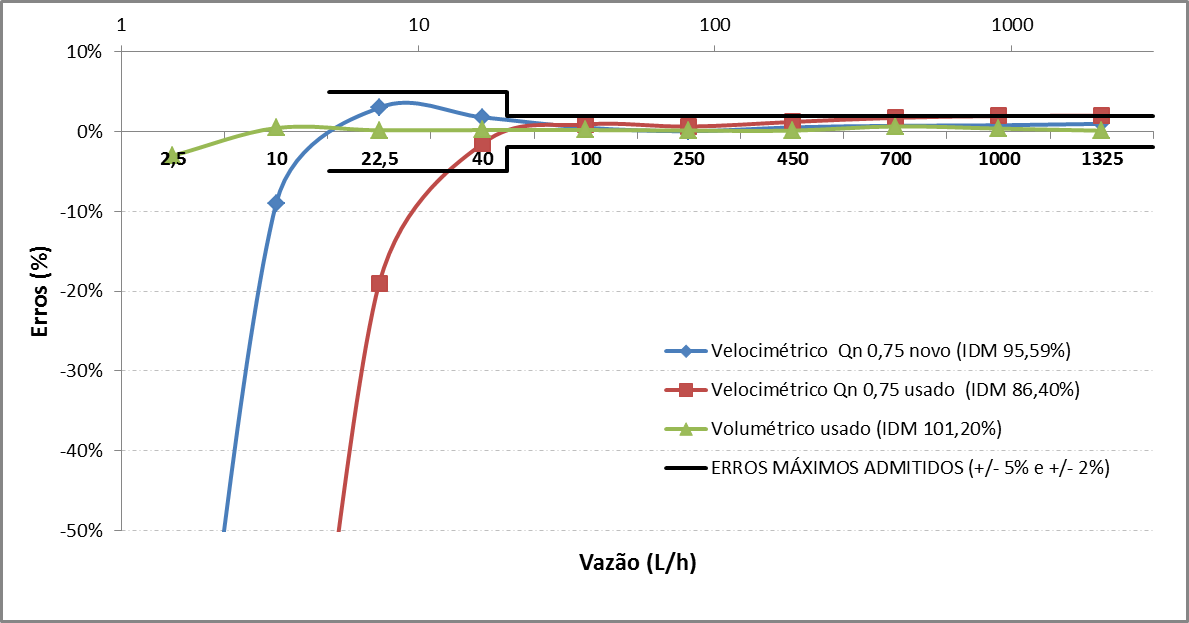 1 10 100 1000
10%
0%
2,5 10 22,5 40 100 250 450 700 1000 1325
-10%
-20%
-30%
-40%
-50%
Erros (%)
Velocimétrico  Qn 0,75 novo (IDM 95,59%)
Velocimétrico Qn 0,75 usado  (IDM 86,40%)
Volumétrico usado (IDM 101,20%)
ERROS MÁXIMOS ADMITIDOS (+/- 5% e +/- 2%)
Vazão (L/h)